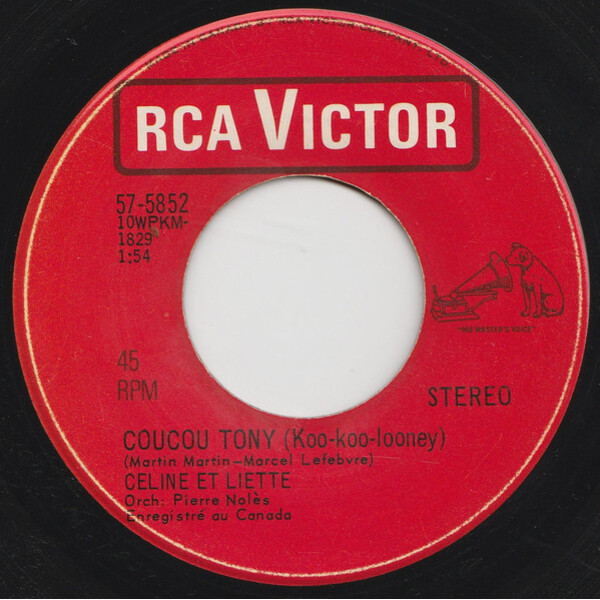 RCA VICTOR
57-5852
10WPKM-
1829
1:54
"HIS MASTER'S VOICE"
45
RPM
STEREO
COUCOU TONY (Koo-koo-looney)
(Martin Martin-Marcel Lefebvre)
CELINE ET LIETTE
Orch: Pierre Nolès
Enregistré au Canada